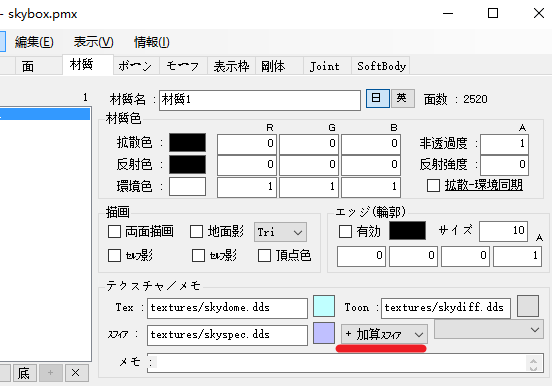 - skybox.pmx
編集(E) 表示(V) 情報(I)
面 材質 ボーン モーフ 表示枠 剛体 Joint SoftBody
1
材質名 : 材質1 日 英 面数 : 2520
材質色
R G B A
拡散色 : 0 0 0 非透過度 : 1
反射色 : 0 0 0 反射強度 : 0
環境色 : 1 1 1 拡散-環境同期
描画
両面描画 地面影 Tri
ｾﾙﾌ影 ｾﾙﾌ影 頂点色
エッジ(輪郭)
有効 サイズ 10
A
0 0 0 1
テクスチャ/メモ
Tex : textures/skydome.dds Toon : textures/skydiff.dds
ｽﾌｨｱ : textures/skyspec.dds + 加算ｽﾌｨｱ
メモ :
底 + ×